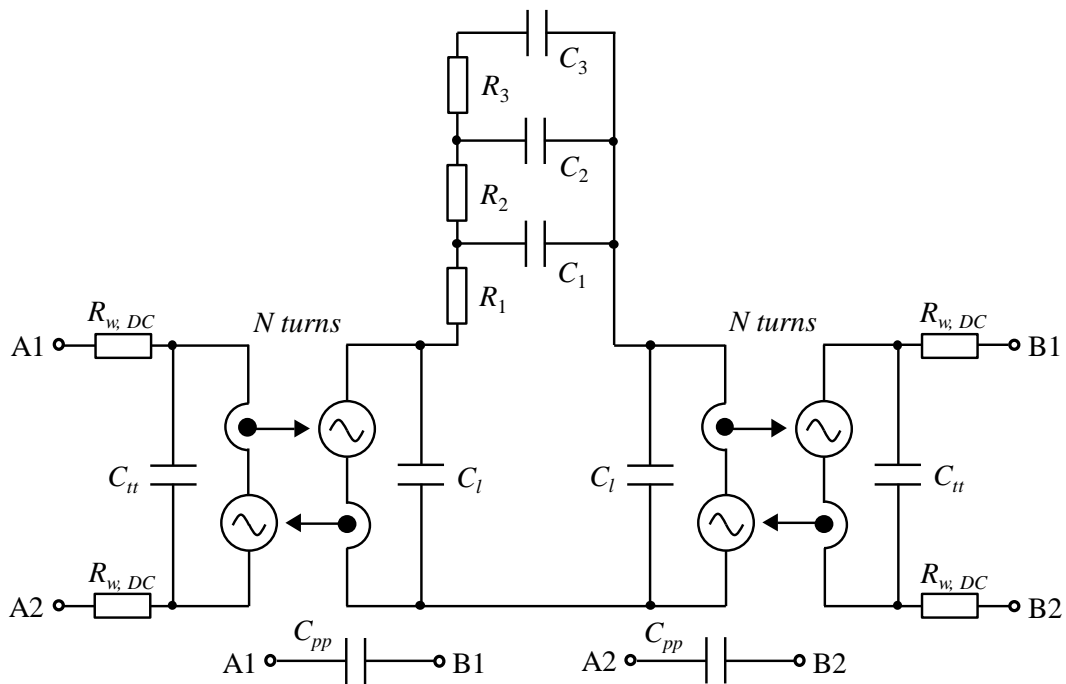 C3
R3
C2
R2
C1
R1
Rw, DC
N turns
N turns
Rw, DC
A1
B1
Ctt
Cl
Cl
Ctt
Rw, DC
Rw, DC
A2
B2
Cpp
Cpp
A1
B1
A2
B2